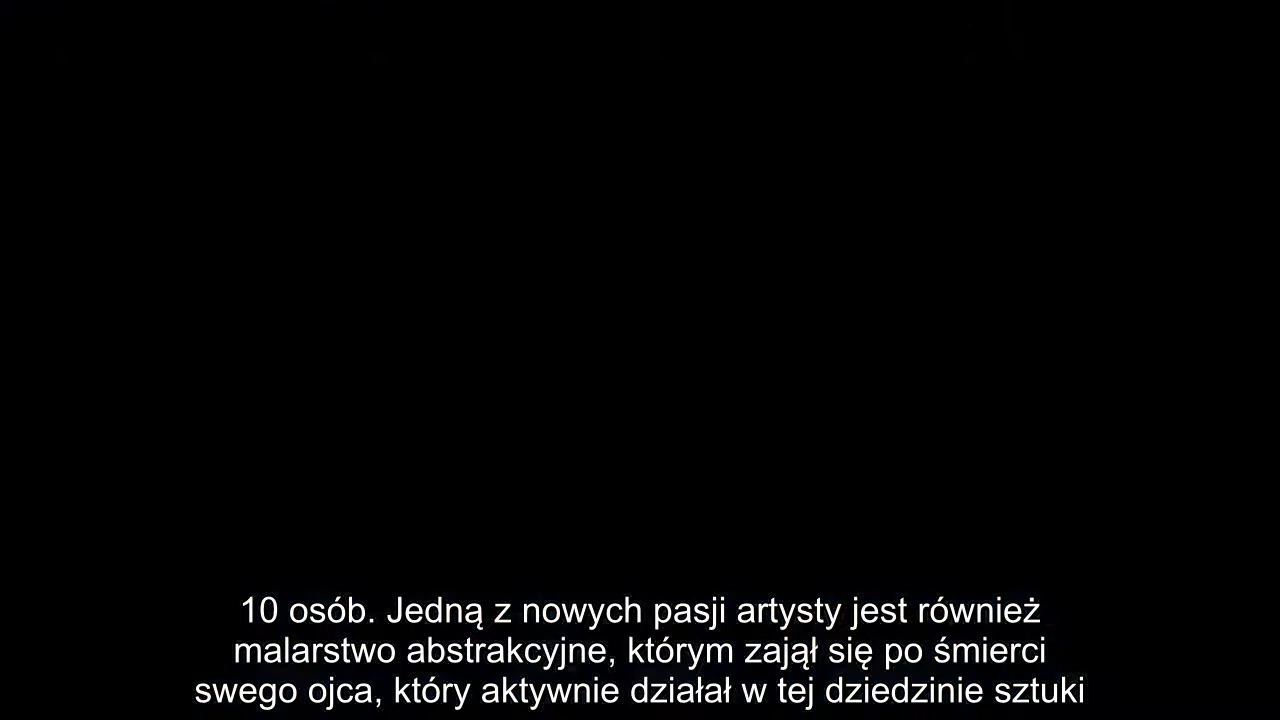 10 osób. Jedną z nowych pasji artysty jest również
malarstwo abstrakcyjne, którym zajął się po śmierci
swego ojca, który aktywnie działał w tej dziedzinie sztuki